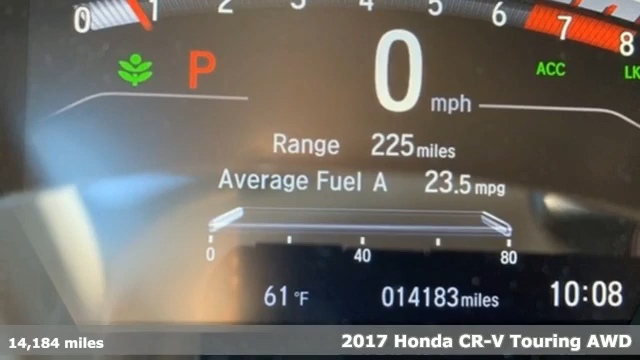 0 1 2 3 4 5 6 7 8
P 0 mph ACC LK
Range 225 miles
Average Fuel A 23.5 mpg
0 40 80
61 °F 014183 miles 10:08
14,184 miles 2017 Honda CR-V Touring AWD